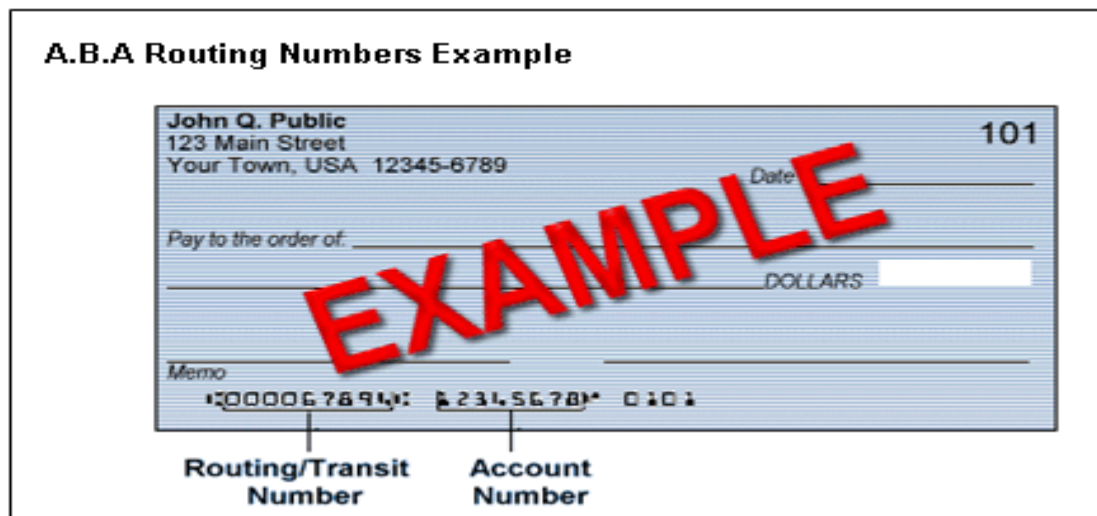 A.B.A Routing Numbers Example
John Q. Public
101
123 Main Street
Your Town, USA 12345-6789
Date
EXAMPLE
Pay to the order of.
DOLLARS
Memo
⑆000067894⑆ 12345678⑈ 0101
Routing/Transit Number
Account Number